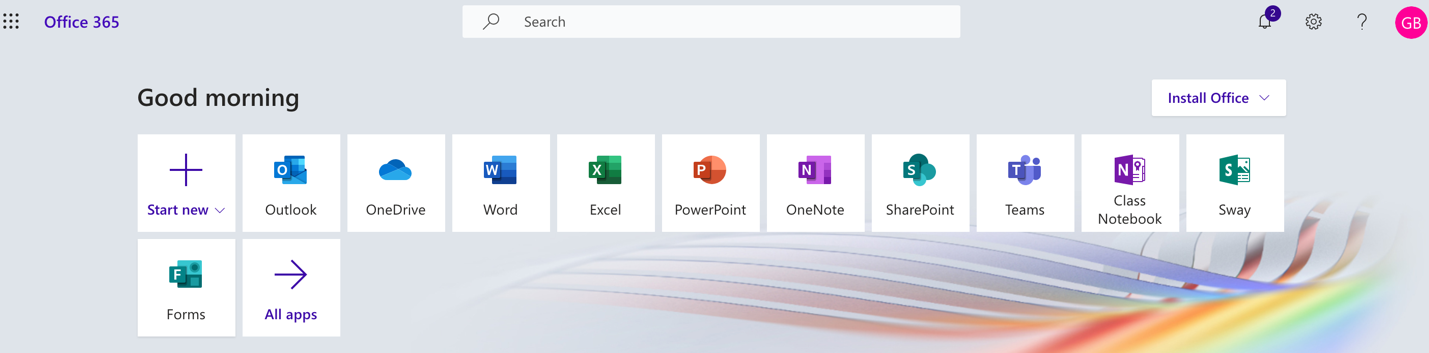 Office 365
Search
2
GB
Good morning
Install Office
Start new
Outlook
OneDrive
Word
Excel
PowerPoint
OneNote
SharePoint
Teams
Class
Notebook
Sway
Forms
All apps